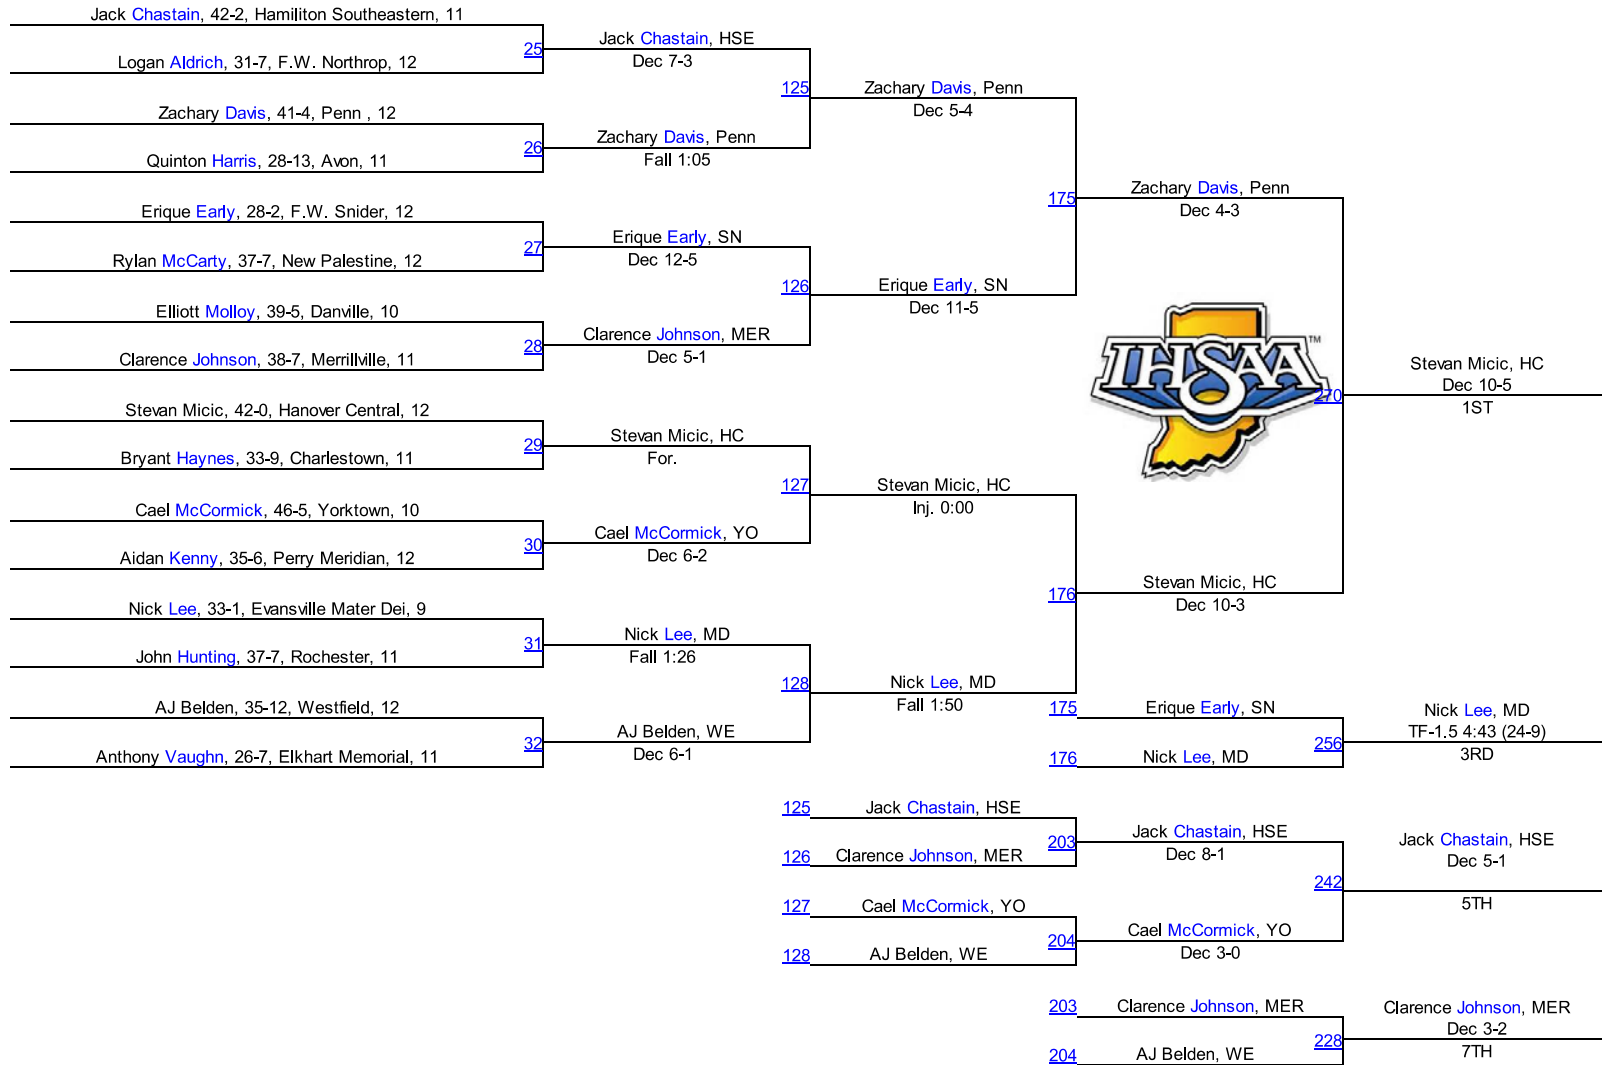 Jack Chastain, 42-2, Hamiliton Southeastern, 11
25
Logan Aldrich, 31-7, F.W. Northrop, 12
Jack Chastain, HSE
Dec 7-3
125
Zachary Davis, 41-4, Penn , 12
26
Quinton Harris, 28-13, Avon, 11
Zachary Davis, Penn
Fall 1:05
Zachary Davis, Penn
Dec 5-4
175
Erique Early, 28-2, F.W. Snider, 12
27
Rylan McCarty, 37-7, New Palestine, 12
Erique Early, SN
Dec 12-5
126
Elliott Molloy, 39-5, Danville, 10
28
Clarence Johnson, 38-7, Merrillville, 11
Clarence Johnson, MER
Dec 5-1
Erique Early, SN
Dec 11-5
Zachary Davis, Penn
Dec 4-3
IHSAA
TM
270
Stevan Micic, HC
Dec 10-5
1ST
Stevan Micic, 42-0, Hanover Central, 12
29
Bryant Haynes, 33-9, Charlestown, 11
Stevan Micic, HC
For.
127
Cael McCormick, 46-5, Yorktown, 10
30
Aidan Kenny, 35-6, Perry Meridian, 12
Cael McCormick, YO
Dec 6-2
Stevan Micic, HC
Inj. 0:00
176
Stevan Micic, HC
Dec 10-3
Nick Lee, 33-1, Evansville Mater Dei, 9
31
John Hunting, 37-7, Rochester, 11
Nick Lee, MD
Fall 1:26
128
AJ Belden, 35-12, Westfield, 12
32
Anthony Vaughn, 26-7, Elkhart Memorial, 11
AJ Belden, WE
Dec 6-1
Nick Lee, MD
Fall 1:50
175
Erique Early, SN
256
176
Nick Lee, MD
Nick Lee, MD
TF-1.5 4:43 (24-9)
3RD
125
Jack Chastain, HSE
203
126
Clarence Johnson, MER
Jack Chastain, HSE
Dec 8-1
242
127
Cael McCormick, YO
204
128
AJ Belden, WE
Cael McCormick, YO
Dec 3-0
Jack Chastain, HSE
Dec 5-1
5TH
203
Clarence Johnson, MER
228
204
AJ Belden, WE
Clarence Johnson, MER
Dec 3-2
7TH